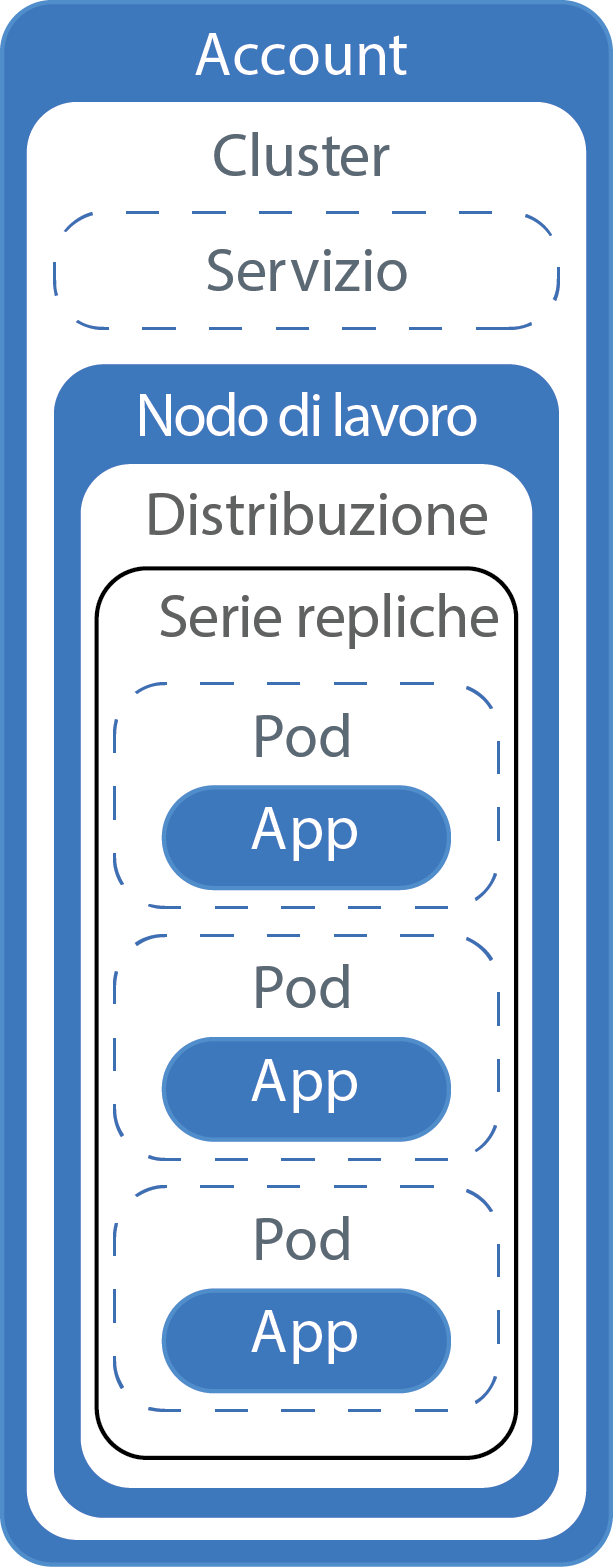 Account
Cluster
Servizio
Nodo di lavoro
Distribuzione
Serie repliche
Pod
App
Pod
App
Pod
App